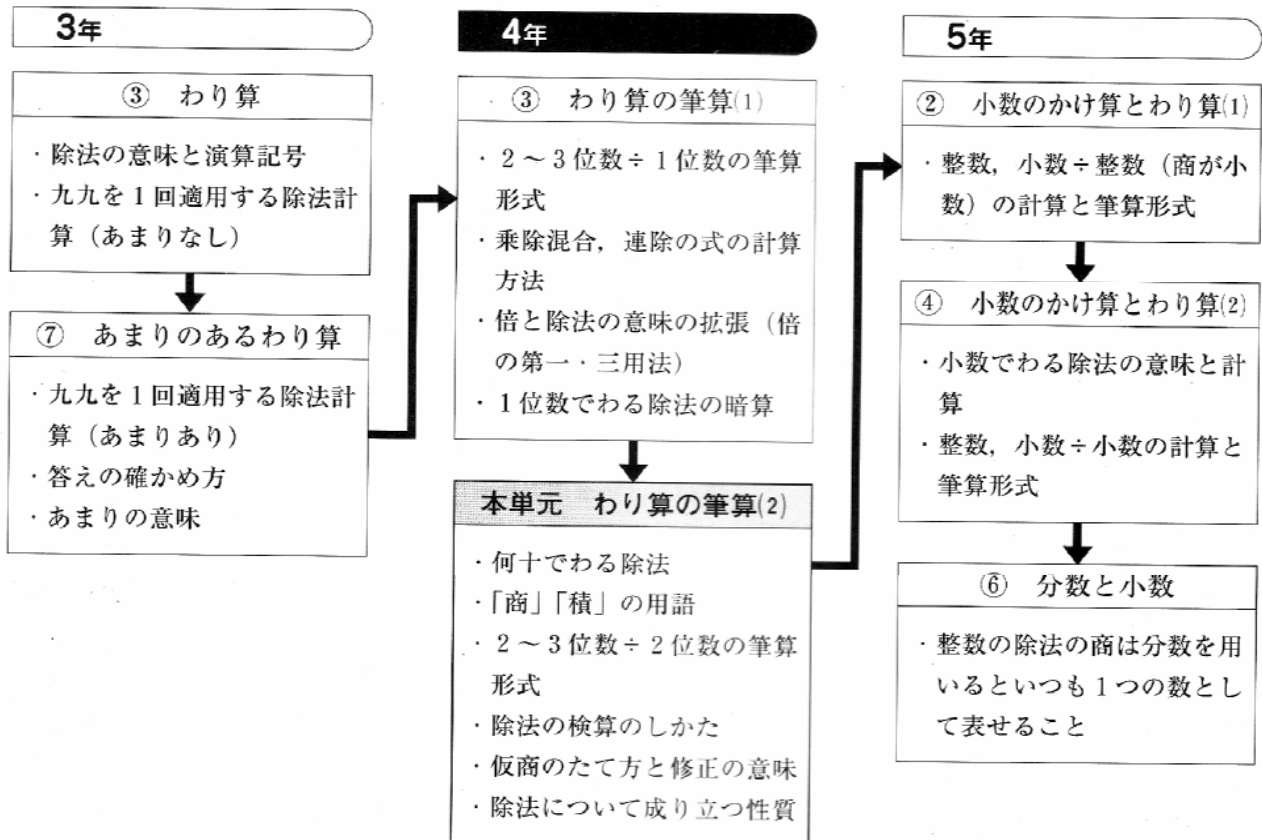 3年
③ わり算
・除法の意味と演算記号
・九九を1回適用する除法計
算（あまりなし）
⑦ あまりのあるわり算
・九九を1回適用する除法計
算（あまりあり）
・答えの確かめ方
・あまりの意味
4年
③ わり算の筆算(1)
・2～3位数÷1位数の筆算
形式
・乗除混合，連除の式の計算
方法
・倍と除法の意味の拡張（倍
の第一・三用法）
・1位数でわる除法の暗算
本単元 わり算の筆算(2)
・何十でわる除法
・「商」「積」の用語
・2～3位数÷2位数の筆算
形式
・除法の検算のしかた
・仮商のたて方と修正の意味
・除法について成り立つ性質
5年
② 小数のかけ算とわり算(1)
・整数，小数÷整数（商が小
数）の計算と筆算形式
④ 小数のかけ算とわり算(2)
・小数でわる除法の意味と計
算
・整数，小数÷小数の計算と
筆算形式
⑥ 分数と小数
・整数の除法の商は分数を用
いるといつも1つの数とし
て表せること